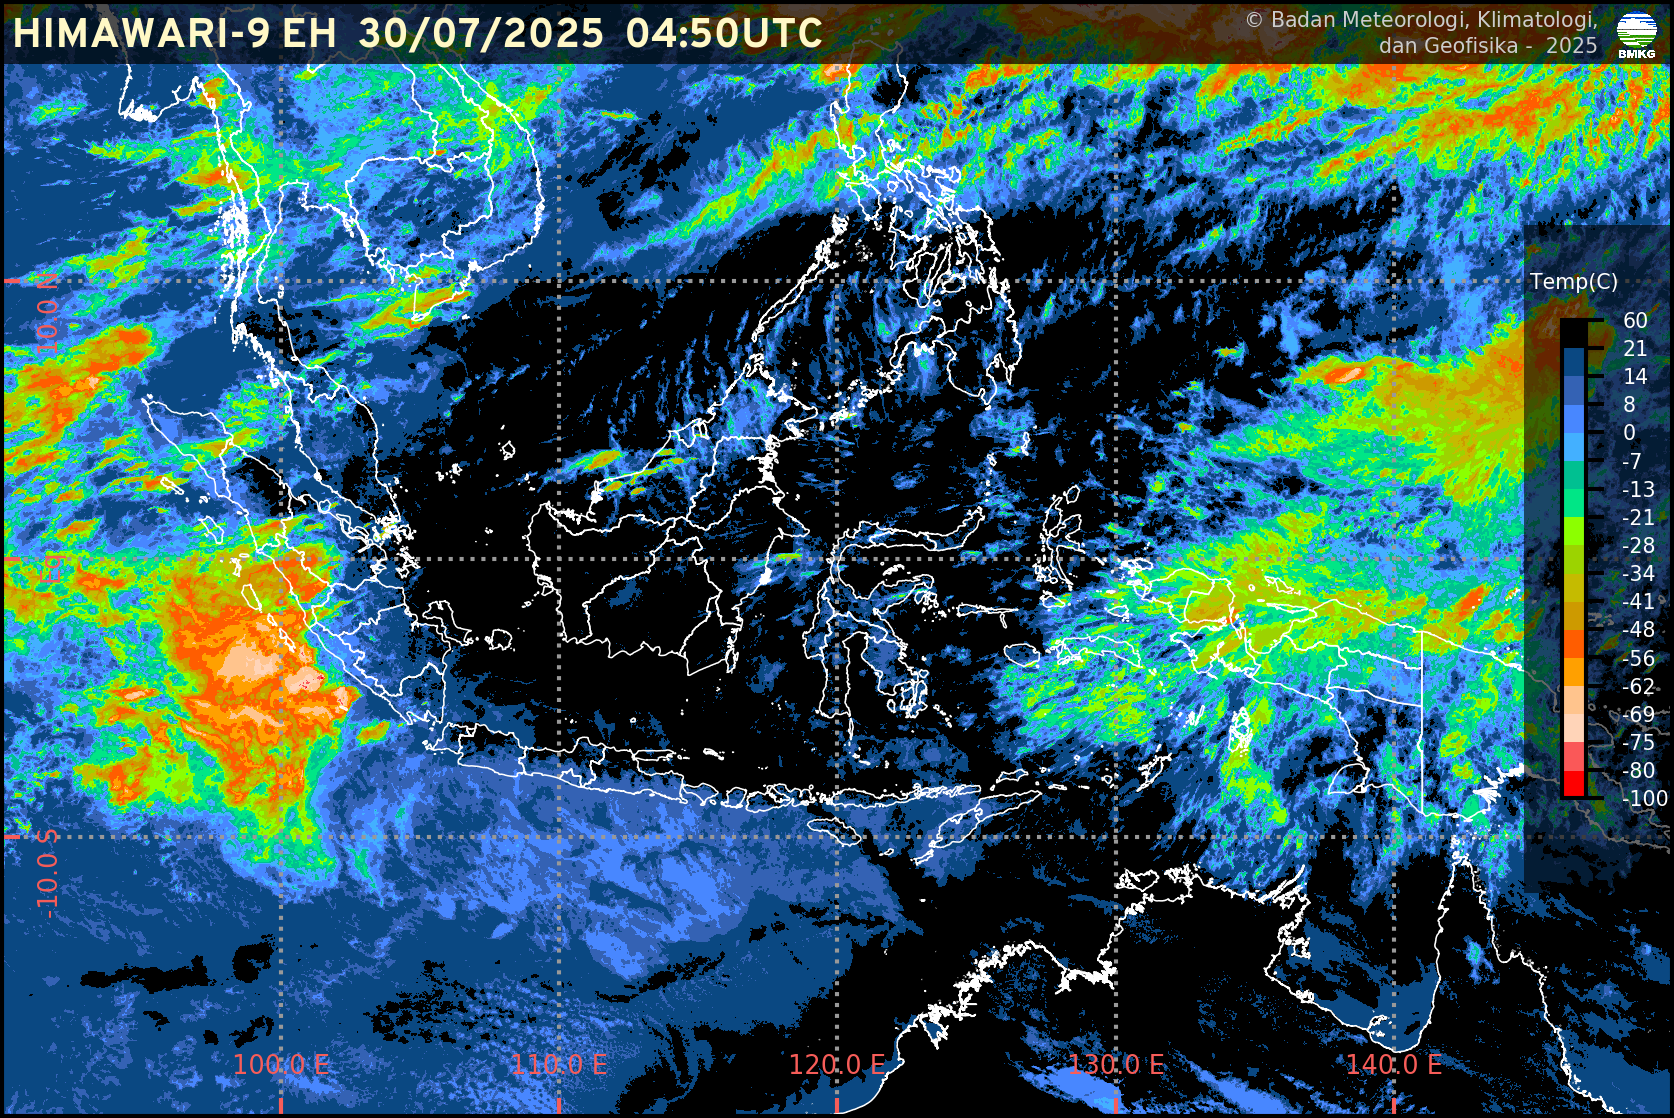 HIMAWARI-9 EH 30/07/2025 04:50UTC
© Badan Meteorologi, Klimatologi,
dan Geofisika - 2025
BMKG
Temp(C)
60
21
14
8
0
-7
-13
-21
-28
-34
-41
-48
-56
-62
-69
-75
-80
-100
10.0 N
Eq
-10.0 S
100.0 E
110.0 E
120.0 E
130.0 E
140.0 E